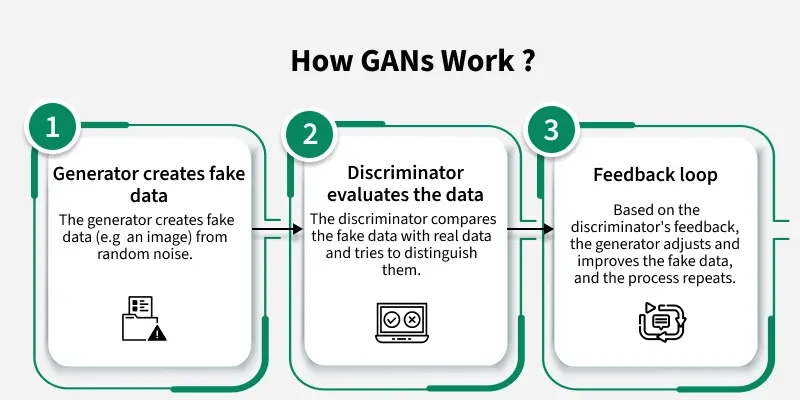 How GANs Work ?
1
Generator creates fake
data
The generator creates fake
data (e.g an image) from
random noise.
2
Discriminator
evaluates the data
The discriminator compares
the fake data with real data
and tries to distinguish
them.
3
Feedback loop
Based on the
discriminator's feedback,
the generator adjusts and
improves the fake data,
and the process repeats.